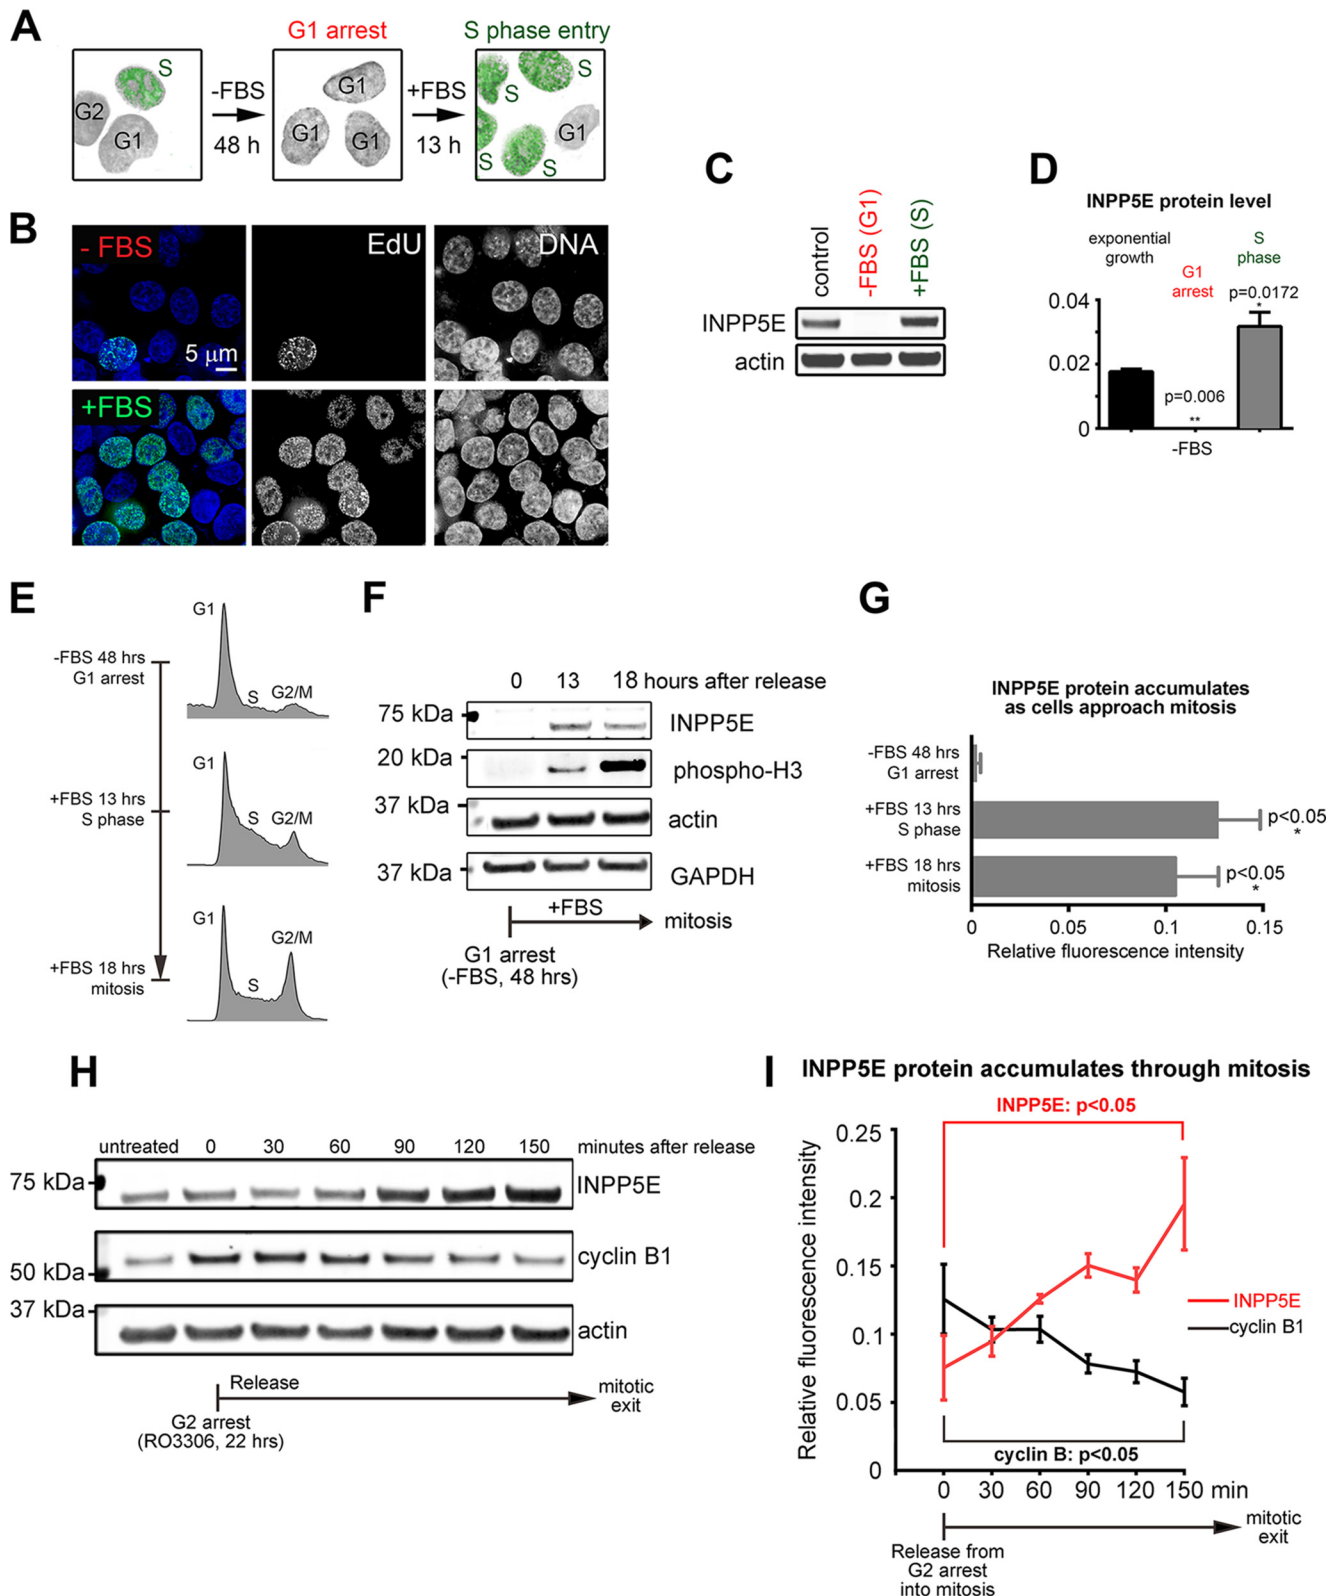 A
G1 arrest
S phase entry
S
G2
G1
-FBS
48 h
G1
G1
G1
+FBS
13 h
S
S
G1
S
S
B
- FBS
EdU
DNA
5 µm
+FBS
C
control
-FBS (G1)
+FBS (S)
INPP5E
actin
D
INPP5E protein level
exponential
growth
G1
arrest
S
phase
p=0.0172
*
0.04
0.02
0
p=0.006
**
-FBS
E
-FBS 48 hrs
G1 arrest
G1
S
G2/M
+FBS 13 hrs
S phase
G1
S
G2/M
+FBS 18 hrs
mitosis
G1
S
G2/M
F
0 13 18 hours after release
75 kDa
INPP5E
20 kDa
phospho-H3
37 kDa
actin
37 kDa
GAPDH
+FBS
mitosis
G1 arrest
(-FBS, 48 hrs)
G
INPP5E protein accumulates
as cells approach mitosis
-FBS 48 hrs
G1 arrest
+FBS 13 hrs
S phase
p<0.05
*
+FBS 18 hrs
mitosis
p<0.05
*
0 0.05 0.1 0.15
Relative fluorescence intensity
H
untreated 0 30 60 90 120 150 minutes after release
75 kDa
INPP5E
cyclin B1
50 kDa
37 kDa
actin
Release
mitotic
exit
G2 arrest
(RO3306, 22 hrs)
I
INPP5E protein accumulates through mitosis
INPP5E: p<0.05
Relative fluorescence intensity
0.25
0.2
0.15
0.1
0.05
0
INPP5E
cyclin B1
cyclin B: p<0.05
0 30 60 90 120 150 min
mitotic
exit
Release from
G2 arrest
into mitosis